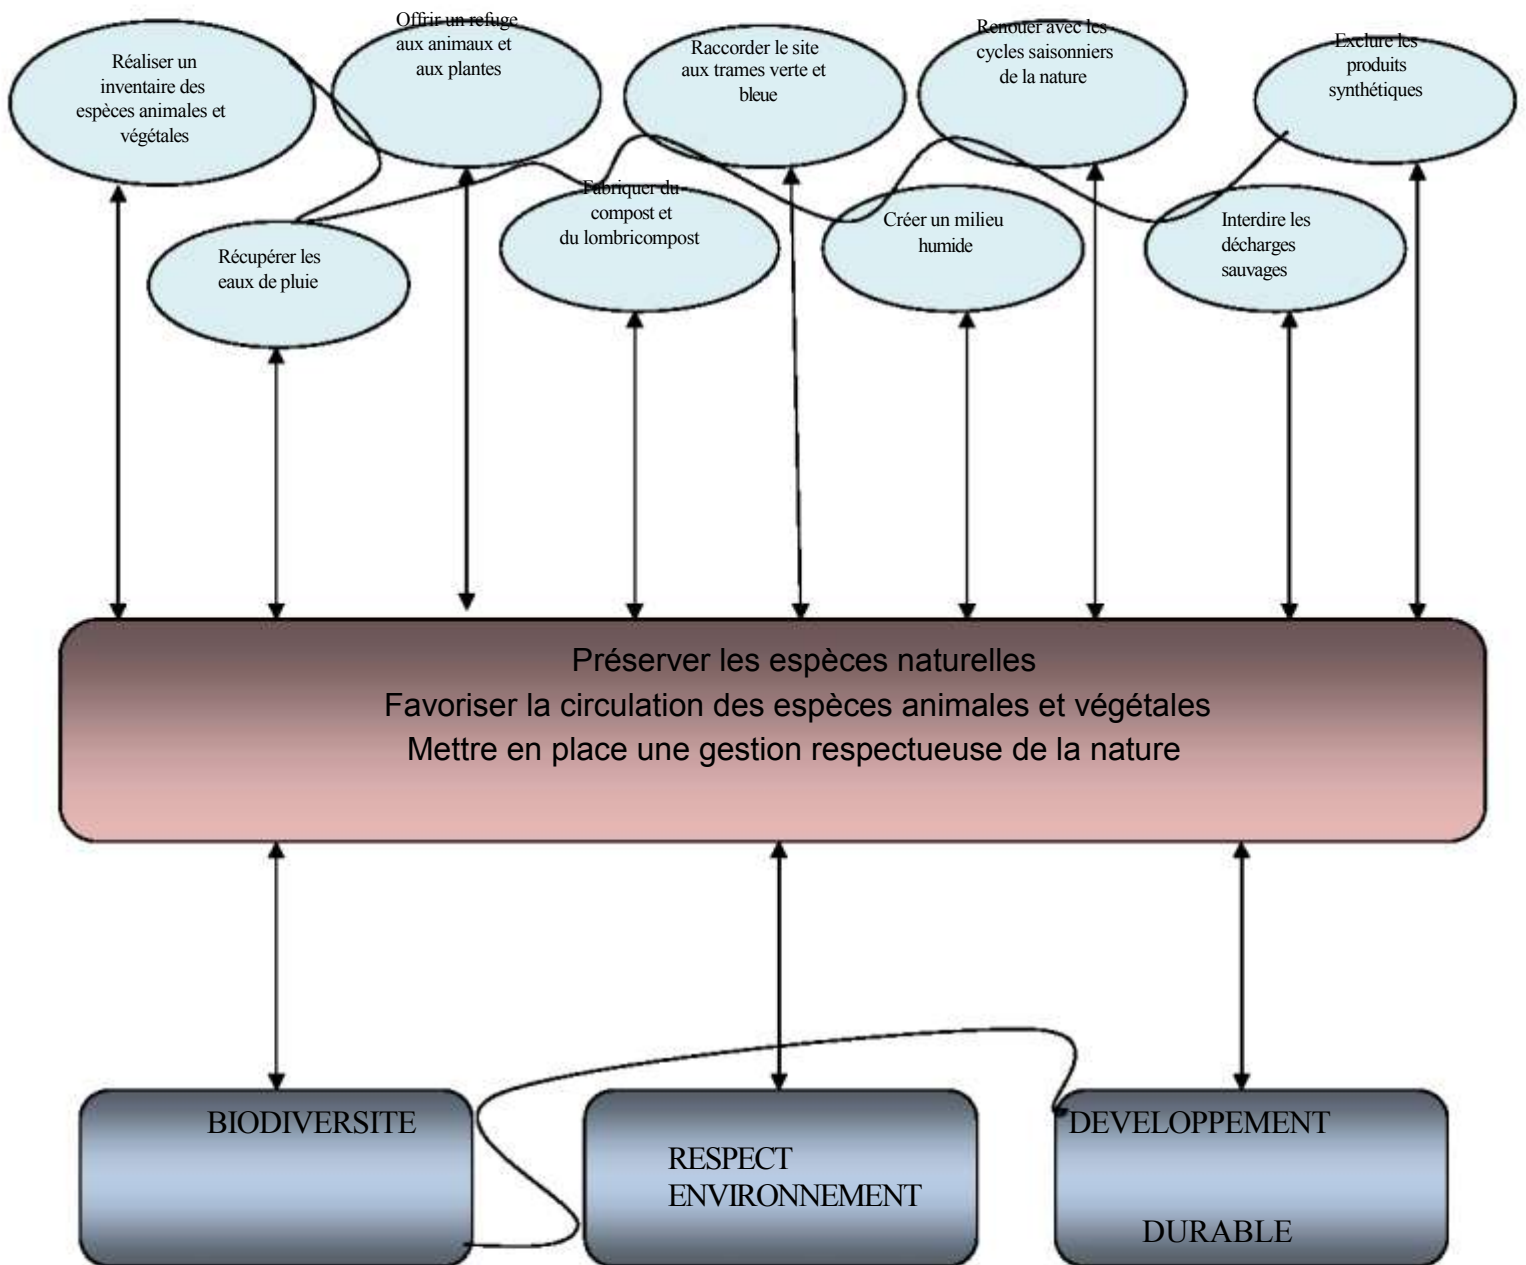 Réaliser un
inventaire des
espèces animales et
végétales
Offrir un refuge
aux animaux et
aux plantes
Raccorder le site
aux trames verte et
bleue
Renouer avec les
cycles saisonniers
de la nature
Exclure les
produits
synthétiques
Récupérer les
eaux de pluie
Fabriquer du
compost et
du lombricompost
Créer un milieu
humide
Interdire les
décharges
sauvages
Préserver les espèces naturelles
Favoriser la circulation des espèces animales et végétales
Mettre en place une gestion respectueuse de la nature
BIODIVERSITE
RESPECT
ENVIRONNEMENT
DEVELOPPEMENT
DURABLE